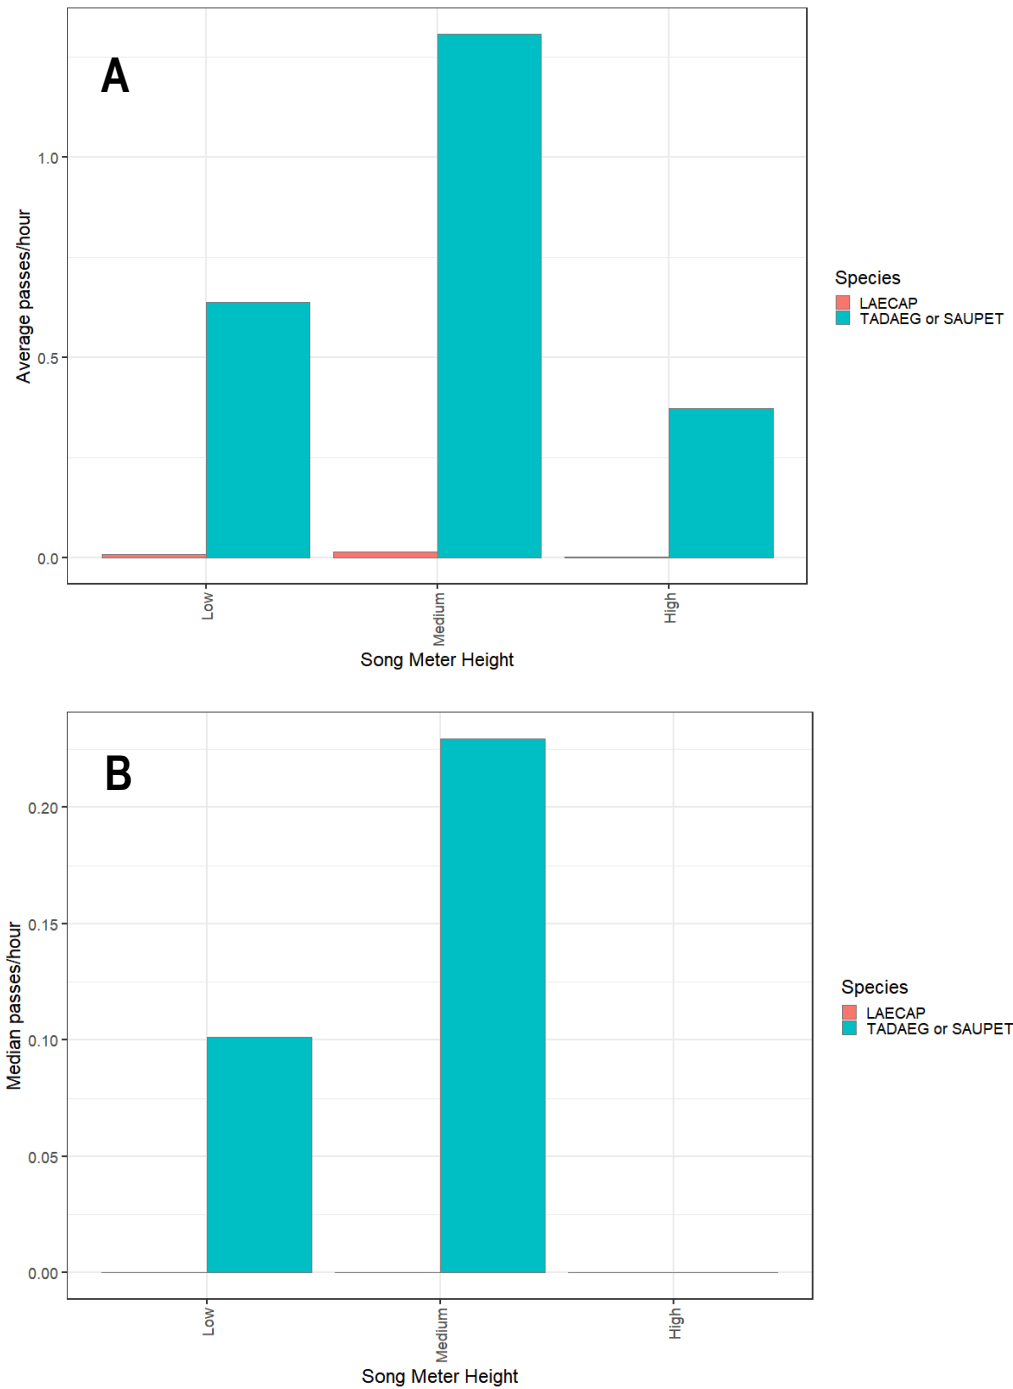 A
1.0
0.5
0.0
Average passes/hour
Low
Medium
High
Song Meter Height
Species
LAECAP
TADAEG or SAUPET
B
0.20
0.15
0.10
0.05
0.00
Median passes/hour
Low
Medium
High
Song Meter Height
Species
LAECAP
TADAEG or SAUPET